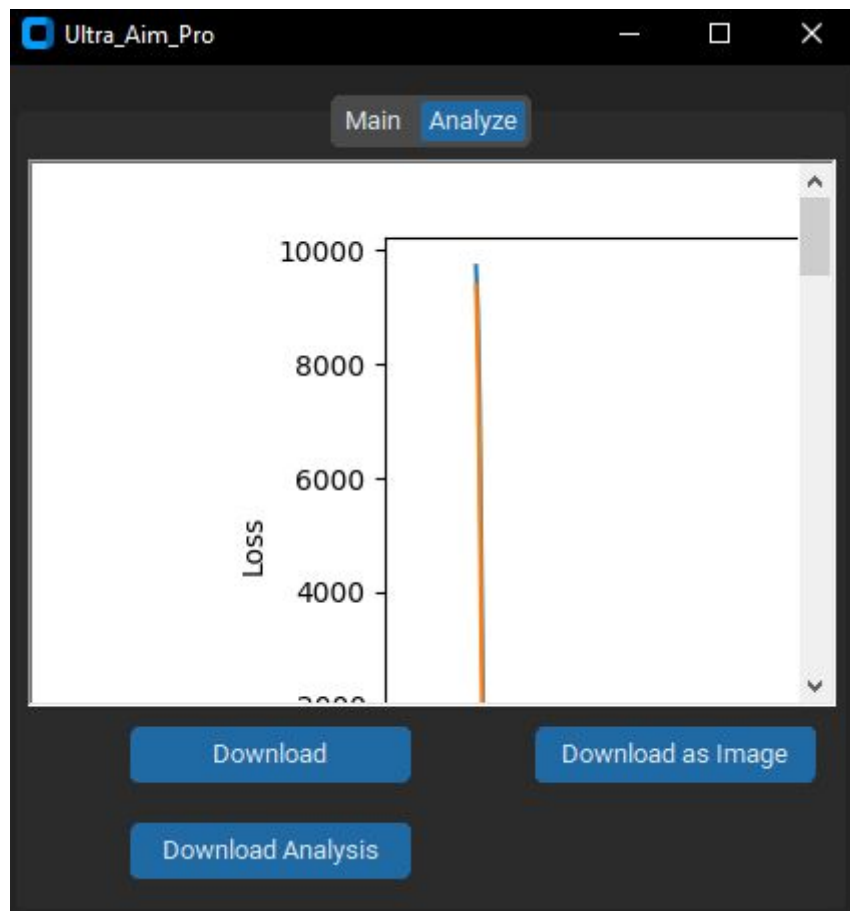 Ultra_Aim_Pro
Main Analyze
10000
8000
6000
Loss
4000
Download
Download as Image
Download Analysis